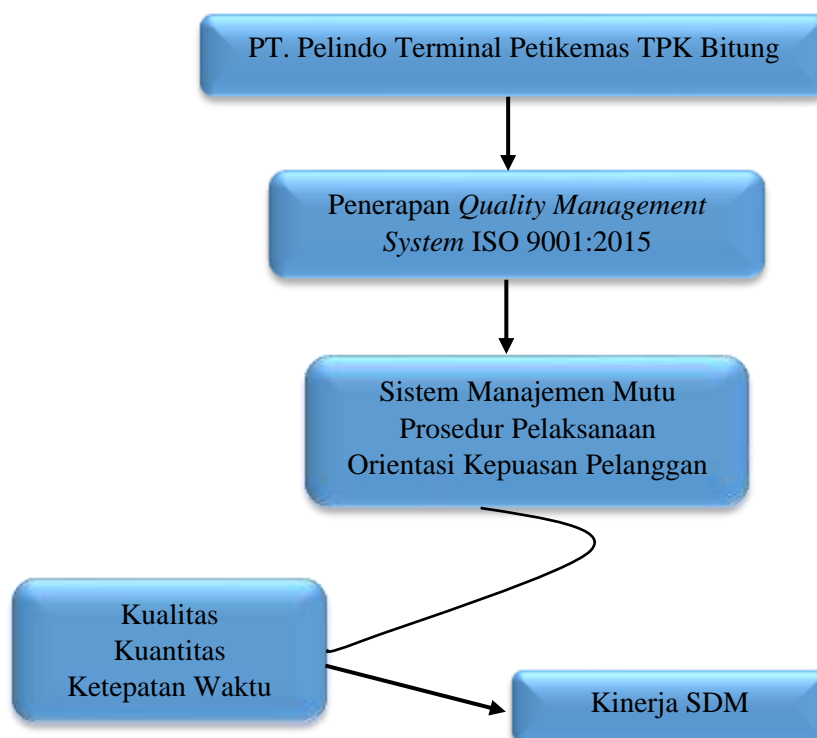 PT. Pelindo Terminal Petikemas TPK Bitung
Penerapan Quality Management
System ISO 9001:2015
Sistem Manajemen Mutu
Prosedur Pelaksanaan
Orientasi Kepuasan Pelanggan
Kualitas
Kuantitas
Ketepatan Waktu
Kinerja SDM